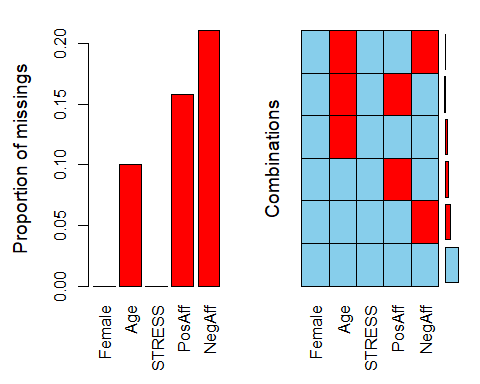 Proportion of missings
0.20
0.15
0.10
0.05
0.00
Female
Age
STRESS
PosAff
NegAff
Combinations
Female
Age
STRESS
PosAff
NegAff